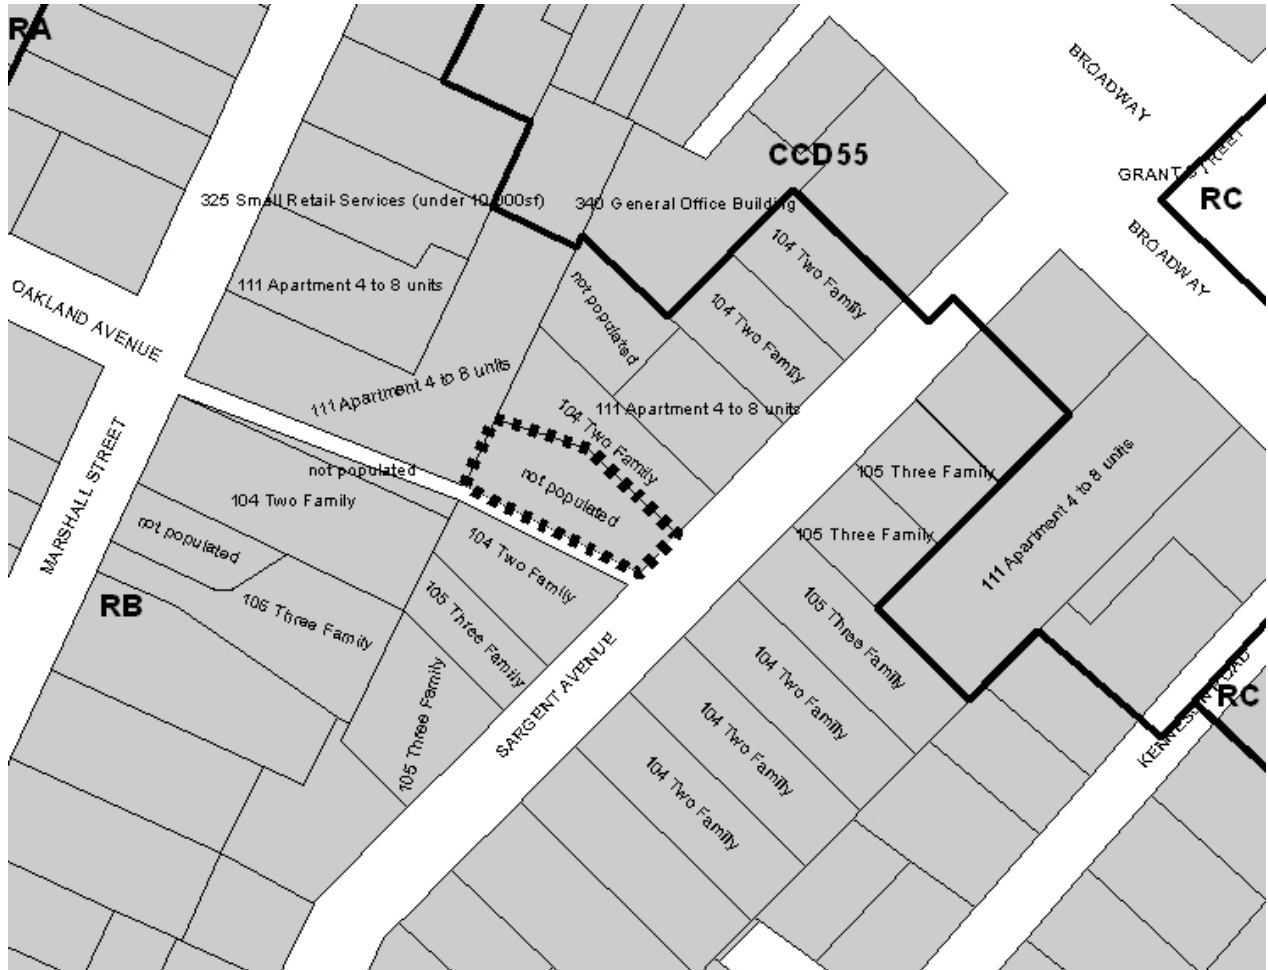 RA
BROADWAY
CCD55
GRANT STREET
RC
325 Small Retail-Services (under 10,000sf)
340 General Office Building
104 Two Family
BROADWAY
111 Apartment 4 to 8 units
not populated
104 Two Family
OAKLAND AVENUE
111 Apartment 4 to 8 units
104 Two Family
111 Apartment 4 to 8 units
not populated
105 Three Family
104 Two Family
not populated
MARSHALL STREET
not populated
105 Three Family
104 Two Family
111 Apartment 4 to 8 units
RB
105 Three Family
105 Three Family
105 Three Family
SARGENT AVENUE
104 Two Family
105 Three Family
104 Two Family
104 Two Family
KENNESON ROAD
RC